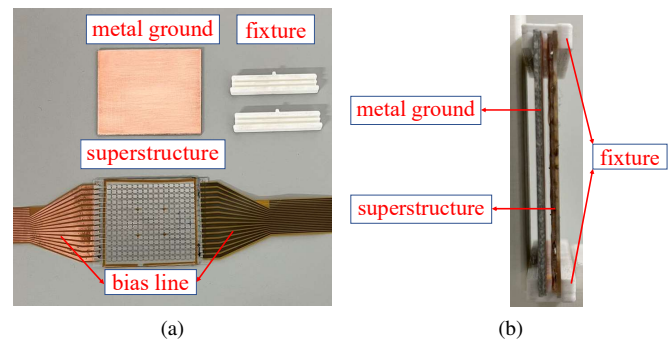 metal ground
fixture
superstructure
bias line
(a)
metal ground
superstructure
fixture
(b)